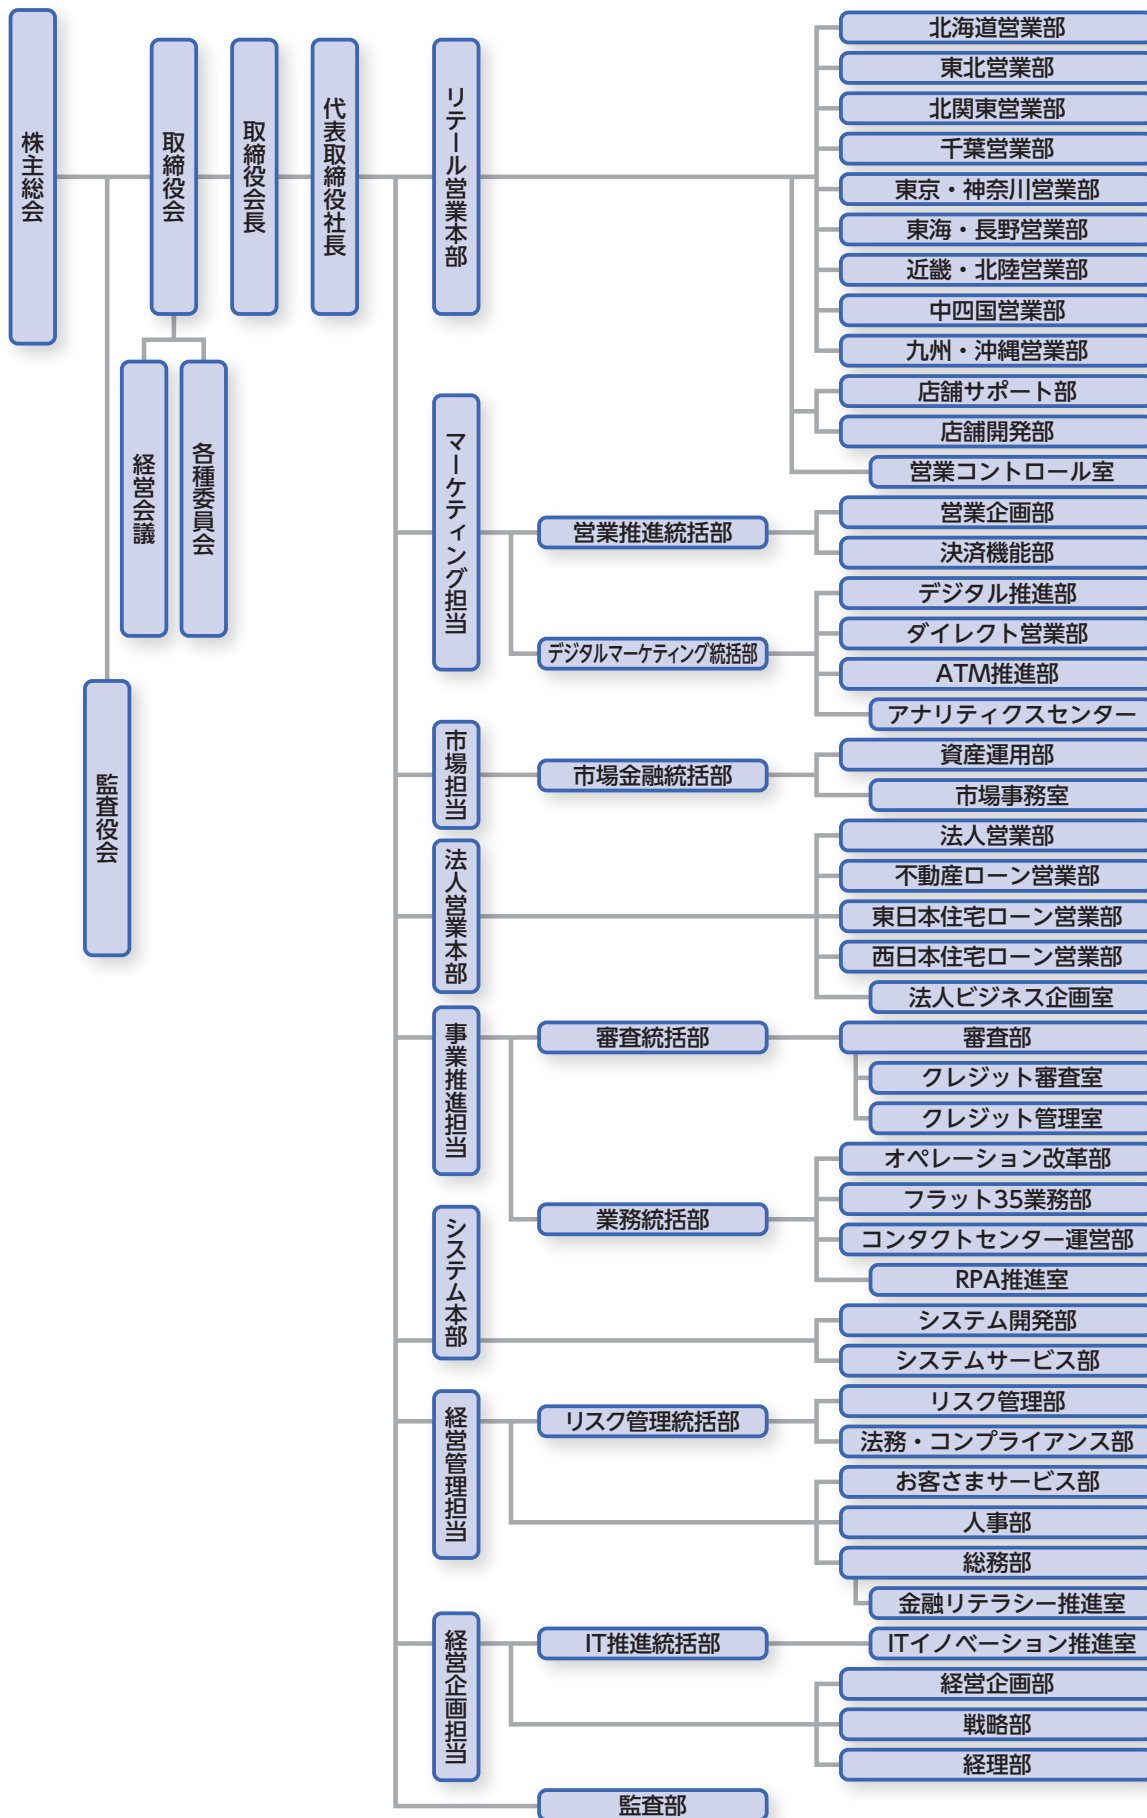 株主総会
取締役会
取締役会長
代表取締役社長
経営会議
各種委員会
監査役会
リテール営業本部
北海道営業部
東北営業部
北関東営業部
千葉営業部
東京・神奈川営業部
東海・長野営業部
近畿・北陸営業部
中四国営業部
九州・沖縄営業部
店舗サポート部
店舗開発部
営業コントロール室
マーケティング担当
営業推進統括部
営業企画部
決済機能部
デジタルマーケティング統括部
デジタル推進部
ダイレクト営業部
ATM推進部
アナリティクスセンター
市場担当
市場金融統括部
資産運用部
市場事務室
法人営業本部
法人営業部
不動産ローン営業部
東日本住宅ローン営業部
西日本住宅ローン営業部
法人ビジネス企画室
事業推進担当
審査統括部
審査部
クレジット審査室
クレジット管理室
業務統括部
オペレーション改革部
フラット35業務部
コンタクトセンター運営部
RPA推進室
システム本部
システム開発部
システムサービス部
経営管理担当
リスク管理統括部
リスク管理部
法務・コンプライアンス部
お客さまサービス部
人事部
総務部
金融リテラシー推進室
経営企画担当
IT推進統括部
ITイノベーション推進室
経営企画部
戦略部
経理部
監査部